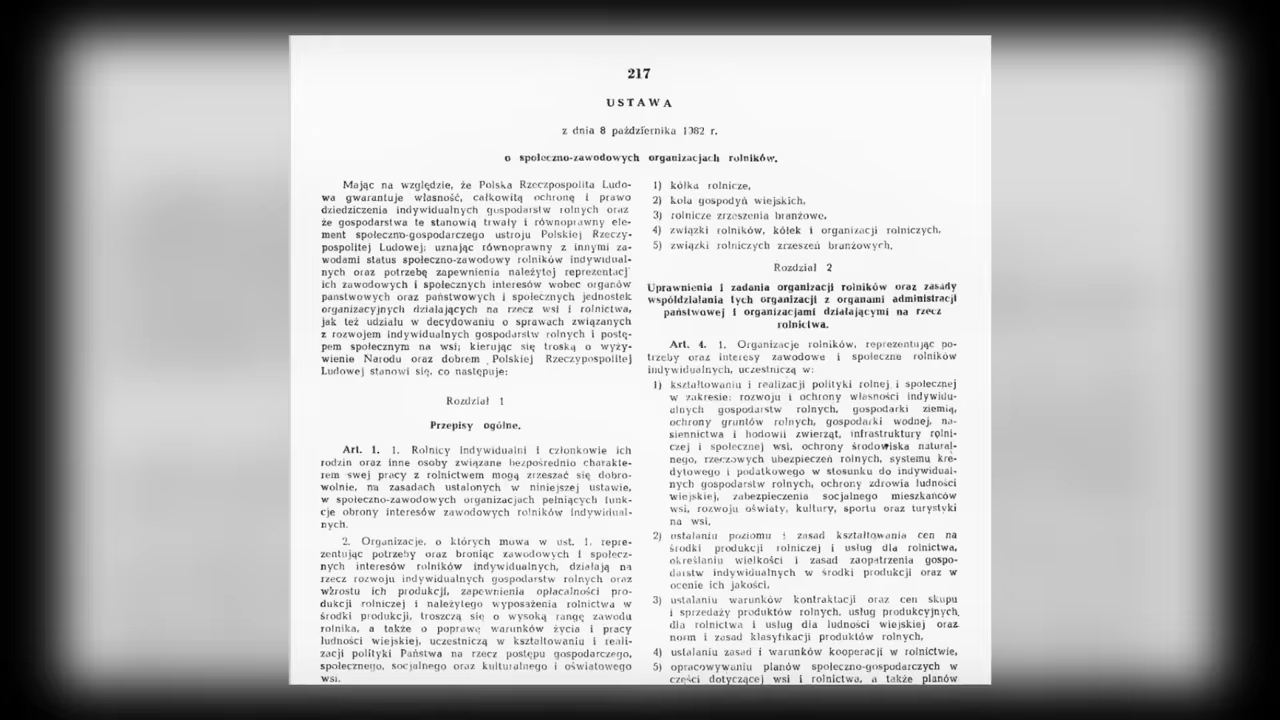 217
USTAWA
z dnia 8 października 1982 r.
o społeczno-zawodowych organizacjach rolników.
Mając na względzie, że Polska Rzeczpospolita Ludo-
wa gwarantuje własność, całkowitą ochronę i prawo
dziedziczenia indywidualnych gospodarstw rolnych oraz
że gospodarstwa te stanowią trwały i równoprawny ele-
ment społeczno-gospodarczego ustroju Polskiej Rzeczy-
pospolitej Ludowej; uznając równoprawny z innymi za-
wodami status społeczno-zawodowy rolników indywidual-
nych oraz potrzebę zapewnienia należytej reprezentacji
ich zawodowych i społecznych interesów wobec organów
państwowych oraz państwowych i społecznych jednostek
organizacyjnych działających na rzecz wsi i rolnictwa,
jak też udziału w decydowaniu o sprawach związanych
z rozwojem indywidualnych gospodarstw rolnych i postę-
pem społecznym na wsi; kierując się troską o wyży-
wienie Narodu oraz dobrem Polskiej Rzeczypospolitej
Ludowej stanowi się, co następuje:
Rozdział 1
Przepisy ogólne.
Art. 1. 1. Rolnicy indywidualni i członkowie ich
rodzin oraz inne osoby związane bezpośrednio charakte-
rem swej pracy z rolnictwem mogą zrzeszać się dobro-
wolnie, na zasadach ustalonych w niniejszej ustawie,
w społeczno-zawodowych organizacjach pełniących funk-
cje obrony interesów zawodowych rolników indywidual-
nych.
2. Organizacje, o których mowa w ust. 1, repre-
zentując potrzeby oraz broniąc zawodowych i społecz-
nych interesów rolników indywidualnych, działają na
rzecz rozwoju indywidualnych gospodarstw rolnych oraz
wzrostu ich produkcji, zapewnienia opłacalności pro-
dukcji rolniczej i należytego wyposażenia rolnictwa w
środki produkcji, troszczą się o wysoką rangę zawodu
rolnika, a także o poprawę warunków życia i pracy
ludności wiejskiej, uczestniczą w kształtowaniu i reali-
zacji polityki Państwa na rzecz postępu gospodarczego,
społecznego, socjalnego oraz kulturalnego i oświatowego
wsi.
1) kółka rolnicze,
2) koła gospodyń wiejskich,
3) rolnicze zrzeszenia branżowe,
4) związki rolników, kółek i organizacji rolniczych,
5) związki rolniczych zrzeszeń branżowych.
Rozdział 2
Uprawnienia i zadania organizacji rolników oraz zasady
współdziałania tych organizacji z organami administracji
państwowej i organizacjami działającymi na rzecz
rolnictwa.
Art. 4. 1. Organizacje rolników, reprezentując po-
trzeby oraz interesy zawodowe i społeczne rolników
indywidualnych, uczestniczą w:
1) kształtowaniu i realizacji polityki rolnej i społecznej
w zakresie: rozwoju i ochrony własności indywidu-
alnych gospodarstw rolnych, gospodarki ziemią,
ochrony gruntów rolnych, gospodarki wodnej, na-
siennictwa i hodowli zwierząt, infrastruktury rolni-
czej i społecznej wsi, ochrony środowiska natural-
nego, rzeczowych ubezpieczeń rolnych, systemu kre-
dytowego i podatkowego w stosunku do indywidual-
nych gospodarstw rolnych, ochrony zdrowia ludności
wiejskiej, zabezpieczenia socjalnego mieszkańców
wsi, rozwoju oświaty, kultury, sportu oraz turystyki
na wsi,
2) ustalaniu poziomu i zasad kształtowania cen na
środki produkcji rolniczej i usług dla rolnictwa,
określaniu wielkości i zasad zaopatrzenia gospo-
darstw indywidualnych w środki produkcji oraz w
ocenie ich jakości,
3) ustalaniu warunków kontraktacji oraz cen skupu
i sprzedaży produktów rolnych, usług produkcyjnych
dla rolnictwa i usług dla ludności wiejskiej oraz
norm i zasad klasyfikacji produktów rolnych,
4) ustalaniu zasad i warunków kooperacji w rolnictwie,
5) opracowywaniu planów społeczno-gospodarczych w
części dotyczącej wsi i rolnictwa, a także planów